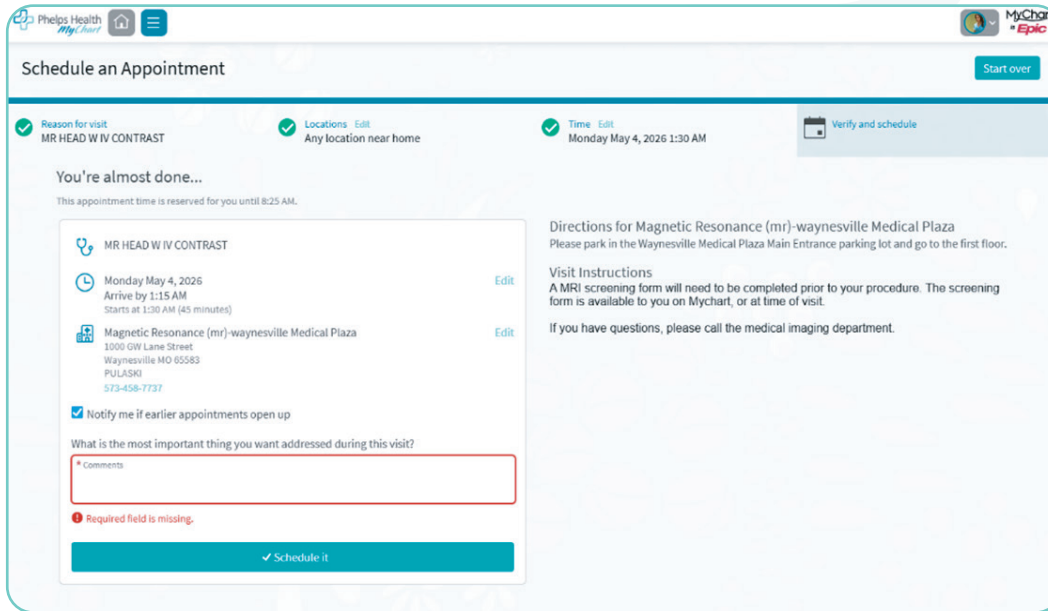 Phelps Health
MyChart
MyChart
Epic
Schedule an Appointment
Start over
Reason for visit
MR HEAD W IV CONTRAST
Locations Edit
Any location near home
Time Edit
Monday May 4, 2026 1:30 AM
Verify and schedule
You're almost done...
This appointment time is reserved for you until 8:25 AM.
MR HEAD W IV CONTRAST
Monday May 4, 2026
Edit
Arrive by 1:15 AM
Starts at 1:30 AM (45 minutes)
Magnetic Resonance (mr)-waynesville Medical Plaza
Edit
1000 GW Lane Street
Waynesville MO 65583
PULASKI
573-458-7737
Notify me if earlier appointments open up
What is the most important thing you want addressed during this visit?
* Comments
Required field is missing.
Schedule it
Directions for Magnetic Resonance (mr)-waynesville Medical Plaza
Please park in the Waynesville Medical Plaza Main Entrance parking lot and go to the first floor.
Visit Instructions
A MRI screening form will need to be completed prior to your procedure. The screening
form is available to you on Mychart, or at time of visit.
If you have questions, please call the medical imaging department.